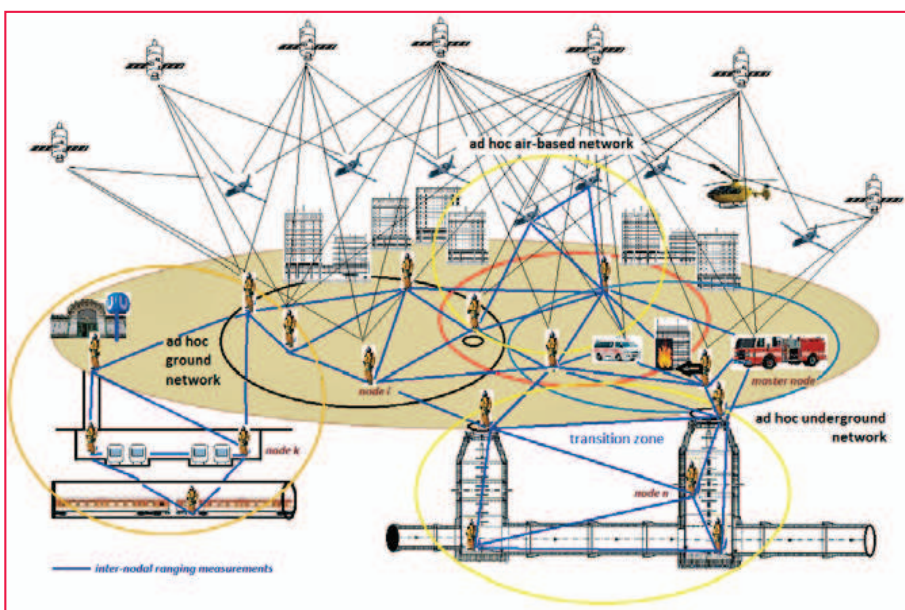 ad hoc air-based network
ad hoc
ground
network
node i
master node
ad hoc underground
network
transition zone
node k
node n
inter-nodal ranging measurements